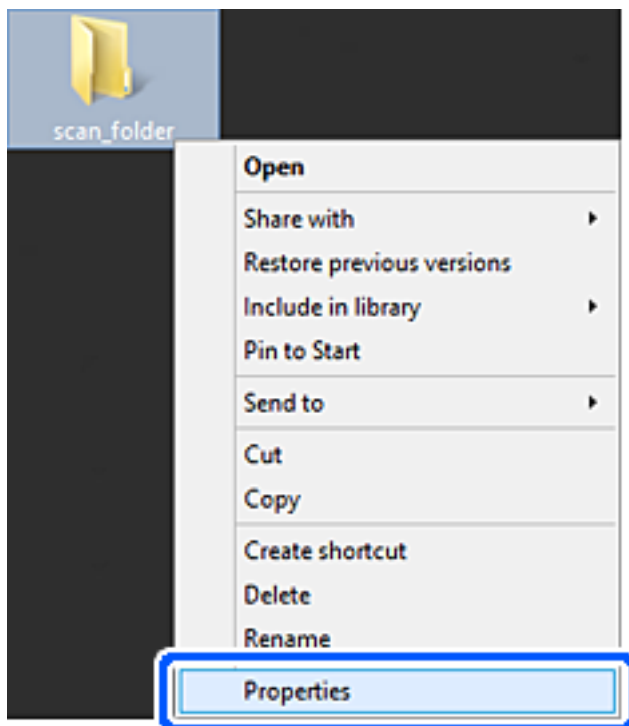 scan_folder
Open
Share with
Restore previous versions
Include in library
Pin to Start
Send to
Cut
Copy
Create shortcut
Delete
Rename
Properties